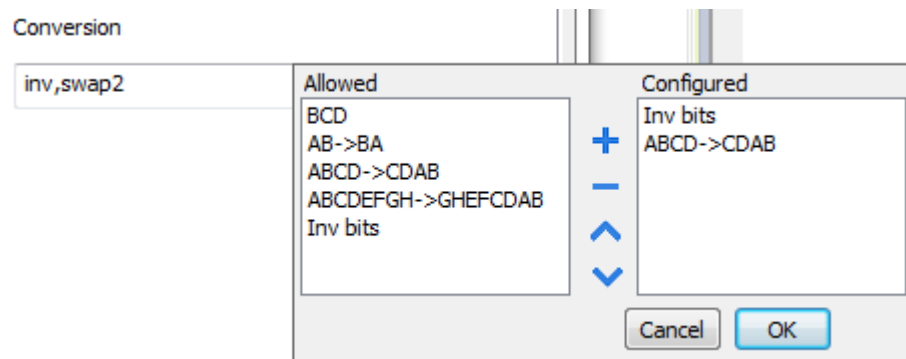 Conversion
inv,swap2
Allowed
BCD
AB->BA
ABCD->CDAB
ABCDEFGH->GHEFCDAB
Inv bits
Configured
Inv bits
ABCD->CDAB
Cancel
OK